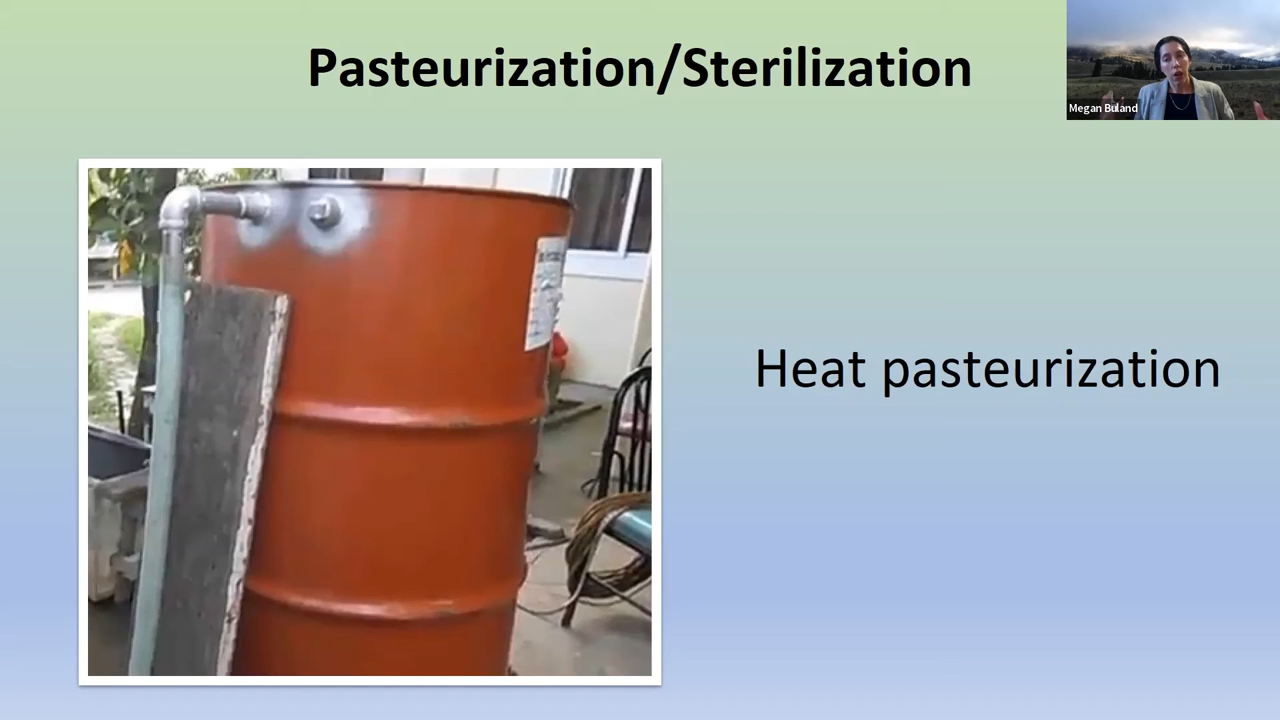 Pasteurization/Sterilization
Megan Buland
Heat pasteurization